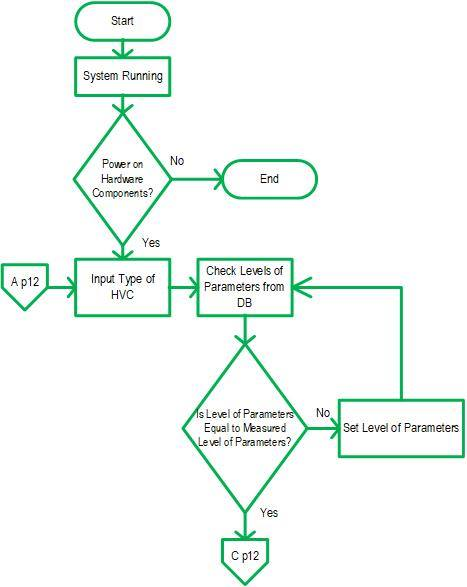 Start
System Running
Power on
Hardware
Components?
No
End
Yes
A p12
Input Type of
HVC
Check Levels of
Parameters from
DB
Is Level of Parameters
Equal to Measured
Level of Parameters?
No
Set Level of Parameters
Yes
C p12